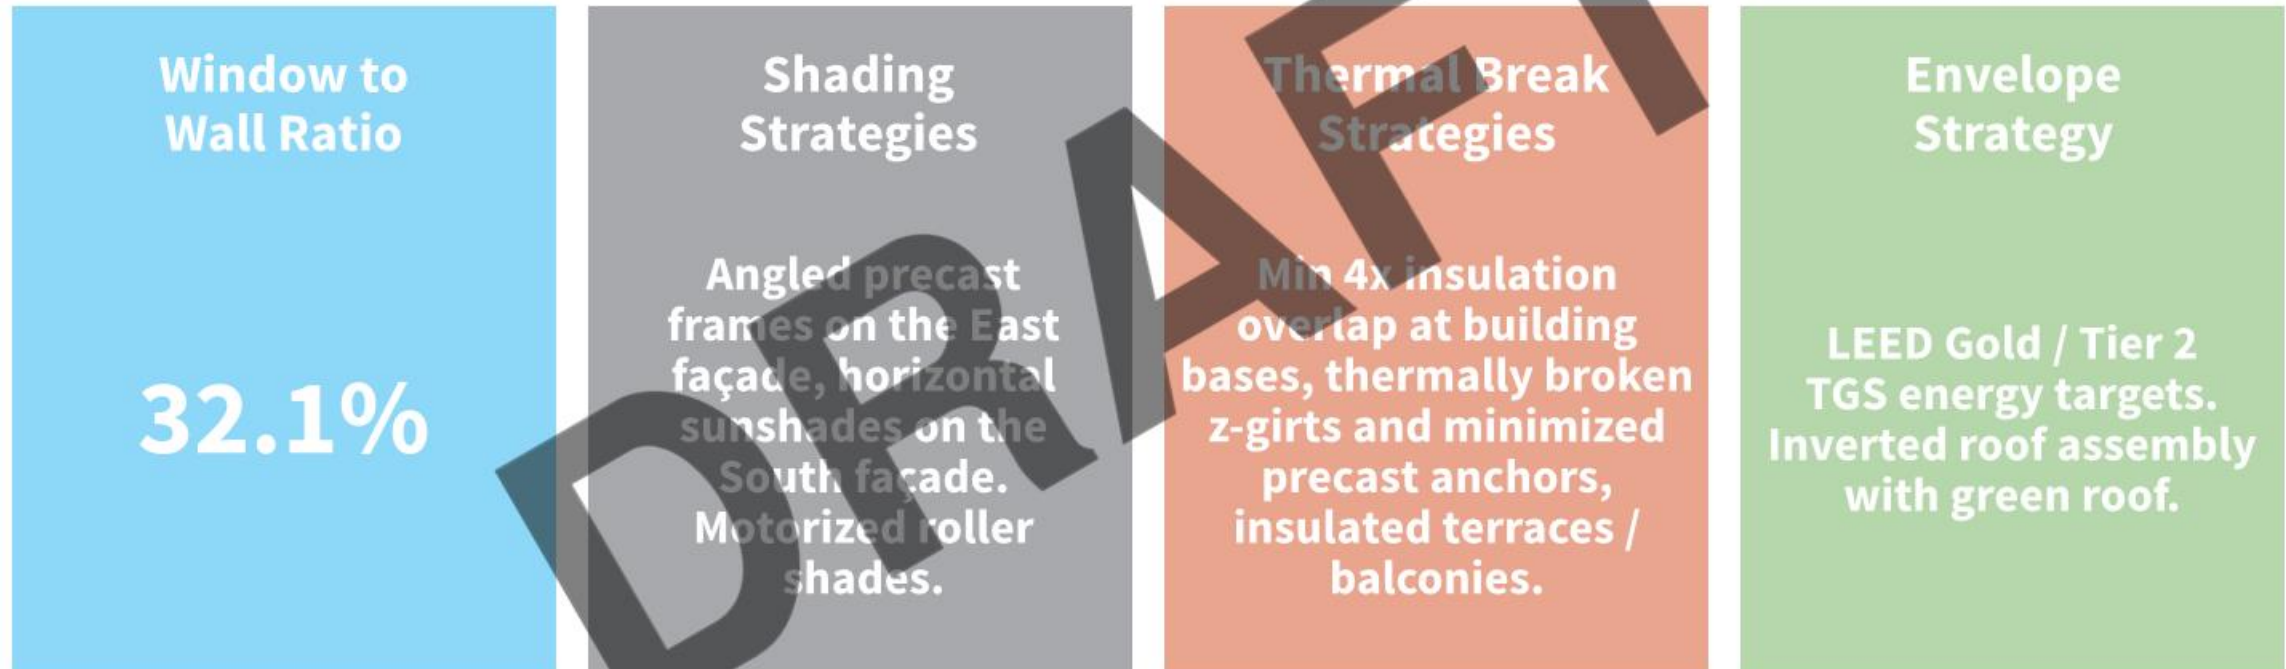 Window to
Wall Ratio
32.1%
Shading
Strategies
Angled precast
frames on the East
façade, horizontal
sunshades on the
South façade.
Motorized roller
shades.
Thermal Break
Strategies
Min 4x insulation
overlap at building
bases, thermally broken
z-girts and minimized
precast anchors,
insulated terraces /
balconies.
Envelope
Strategy
LEED Gold / Tier 2
TGS energy targets.
Inverted roof assembly
with green roof.
DRAFT